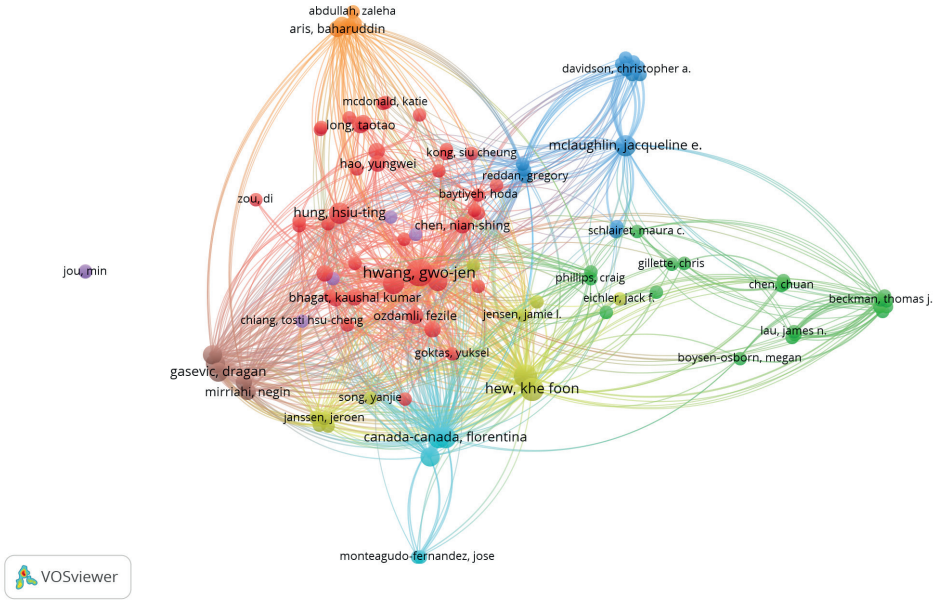 abdullah, zaleha
aris, baharuddin
davidson, christopher a.
mcdonald, katie
long, taotao
mclaughlin, jacqueline e.
kong, siu cheung
hao, yungwei
reddan, gregory
baytiyeh, hoda
zou, di
hung, hsiu-ting
chen, nian-shing
schlairet, maura c.
gillette, chris
jou, min
hwang, gwo-jen
phillips, craig
chen, chuan
bhagat, kaushal kumar
eichler, jack f.
beckman, thomas j.
chiang, tosti hsu-cheng
ozdamli, fezile
jensen, jamie l.
lau, james n.
goktas, yuksel
boysen-osborn, megan
gasevic, dragan
mirriahi, negin
hew, khe foon
song, yanjie
janssen, jeroen
canada-canada, florentina
monteagudo-fernandez, jose
VOSviewer